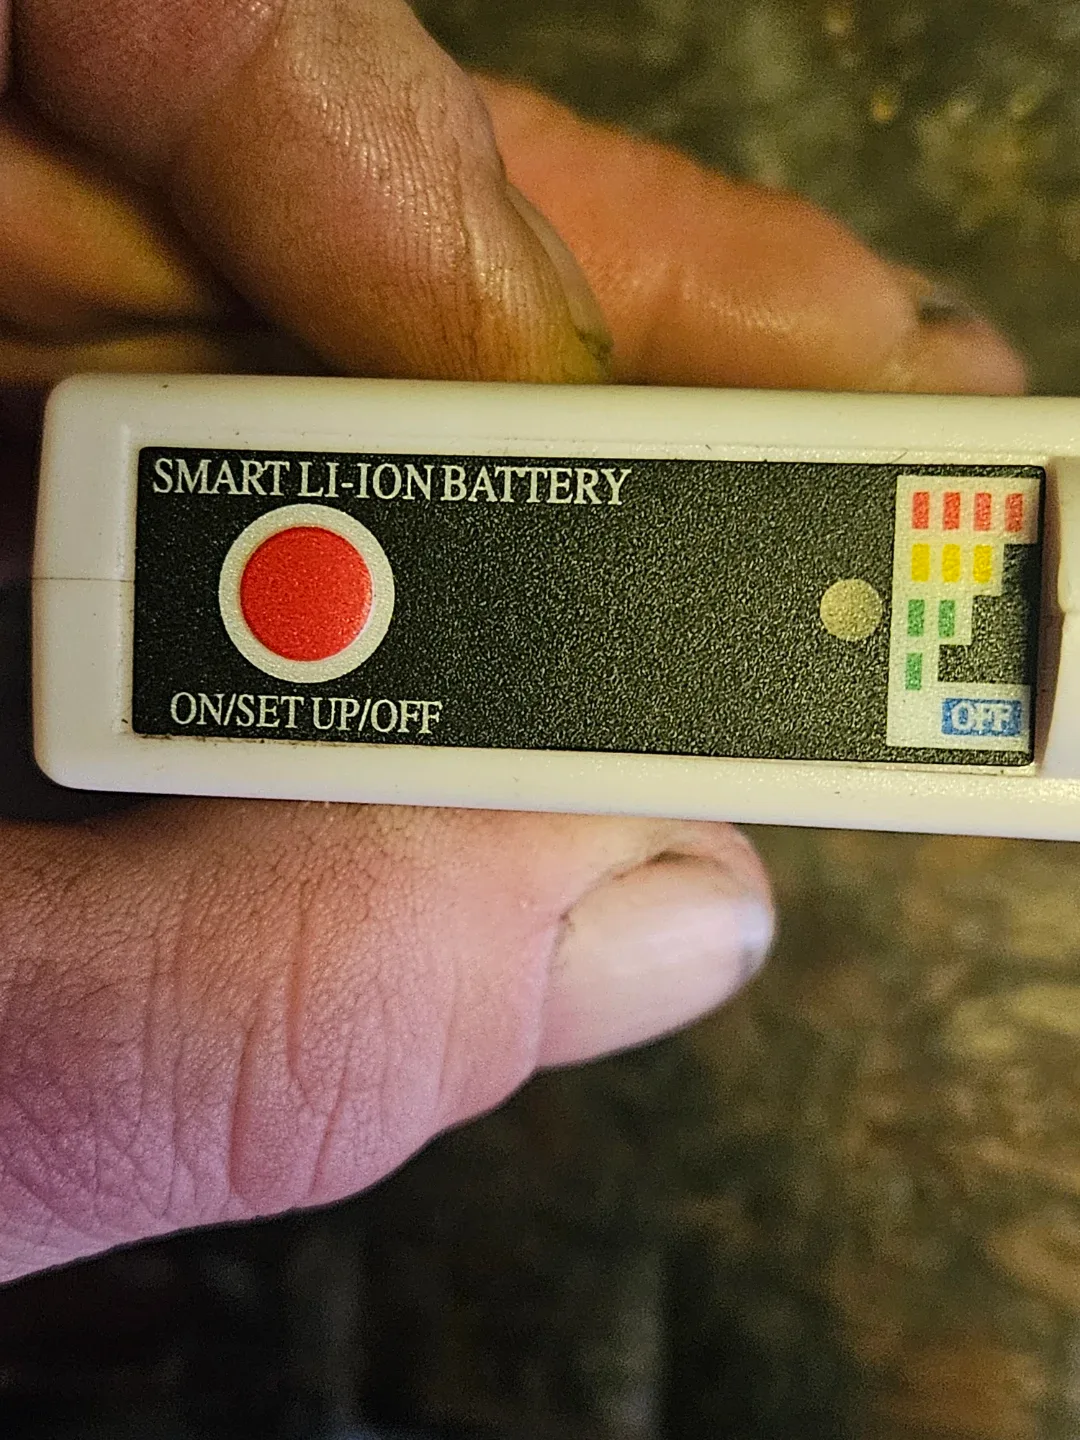 SMART LI-ION BATTERY
ON/SET UP/OFF
OFF